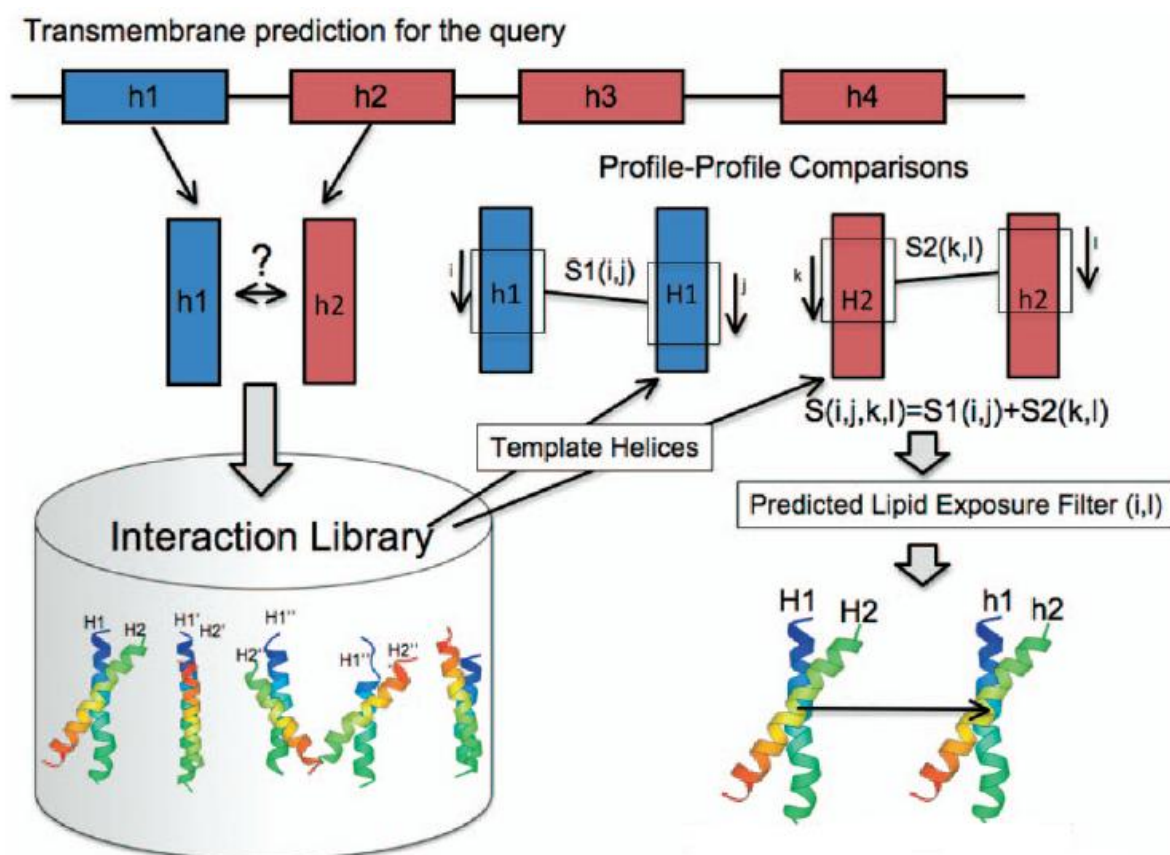 Transmembrane prediction for the query
h1
h2
h3
h4
Profile-Profile Comparisons
?
h1
h2
i
h1
S1(i,j)
H1
j
k
H2
S2(k,l)
h2
l
S(i,j,k,l)=S1(i,j)+S2(k,l)
Template Helices
Predicted Lipid Exposure Filter (i,l)
Interaction Library
H1
H2
H1'
H2'
H1''
H2''
H1''
H2''
H1
H2
h1
h2